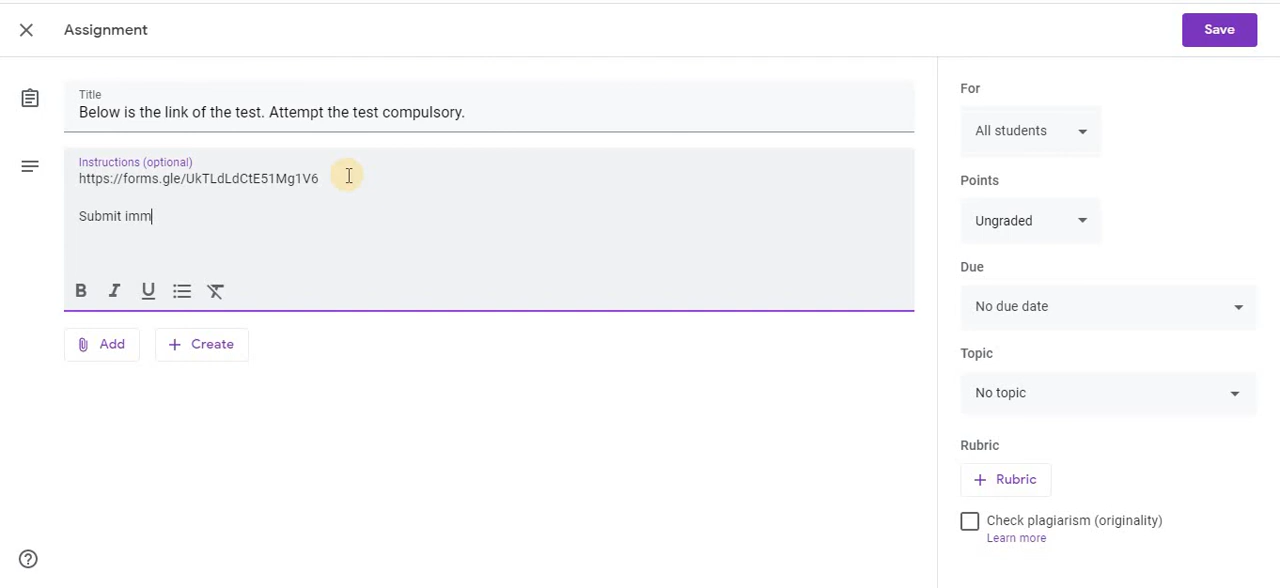 Assignment
Save
Title
Below is the link of the test. Attempt the test compulsory.
Instructions (optional)
https://forms.gle/UkTLdLdCtE51Mg1V6
Submit imm
B I U
Add
Create
For
All students
Points
Ungraded
Due
No due date
Topic
No topic
Rubric
Rubric
Check plagiarism (originality)
Learn more